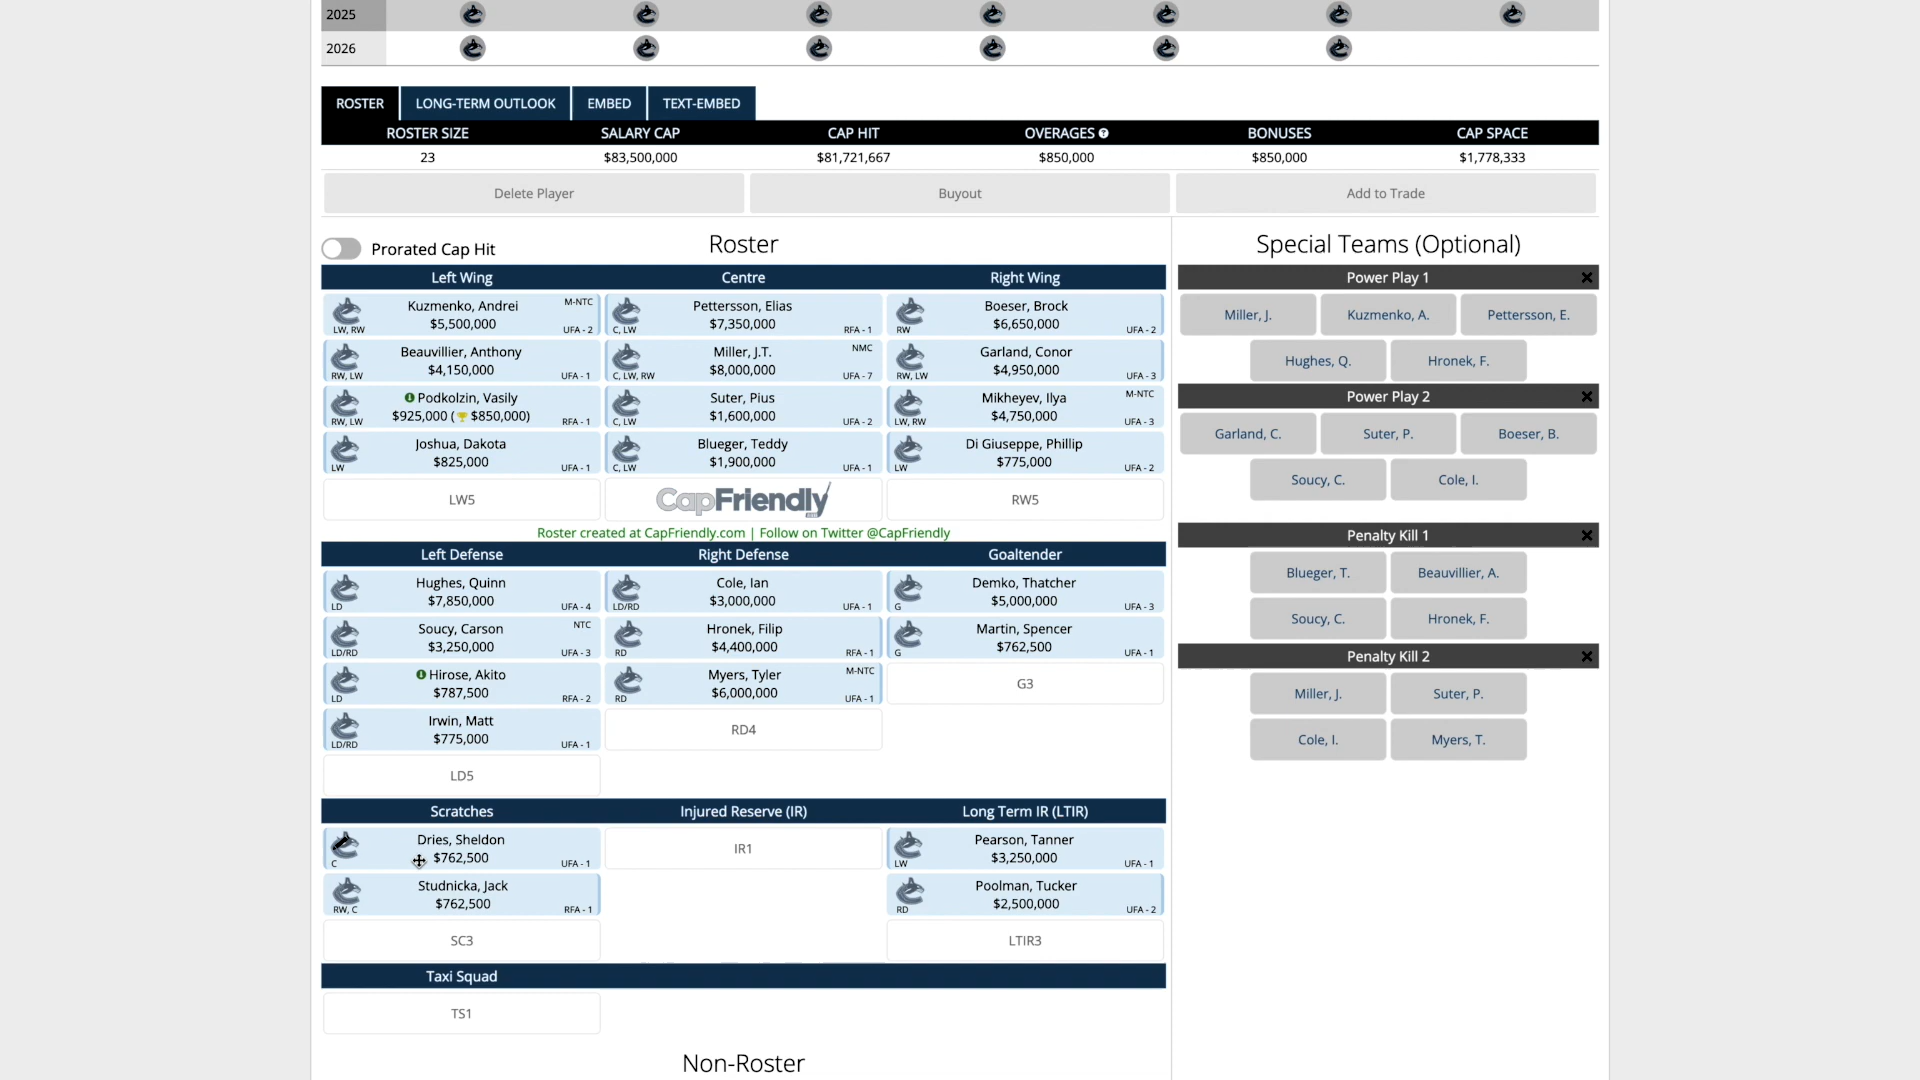 2025
2026
ROSTER LONG-TERM OUTLOOK EMBED TEXT-EMBED
ROSTER SIZE SALARY CAP CAP HIT OVERAGES BONUSES CAP SPACE
23 $83,500,000 $81,721,667 $850,000 $850,000 $1,778,333
Delete Player Buyout Add to Trade
Prorated Cap Hit
Roster
Left Wing Centre Right Wing
Kuzmenko, Andrei M-NTC
$5,500,000
LW, RW UFA - 2
Pettersson, Elias
$7,350,000
C, LW RFA - 1
Boeser, Brock
$6,650,000
RW UFA - 2
Beauvillier, Anthony
$4,150,000
RW, LW UFA - 1
Miller, J.T. NMC
$8,000,000
C, LW, RW UFA - 7
Garland, Conor
$4,950,000
RW, LW UFA - 3
Podkolzin, Vasily
$925,000 ( $850,000)
RW, LW RFA - 1
Suter, Pius
$1,600,000
C, LW UFA - 2
Mikheyev, Ilya M-NTC
$4,750,000
LW, RW UFA - 3
Joshua, Dakota
$825,000
LW UFA - 1
Blueger, Teddy
$1,900,000
C, LW UFA - 1
Di Giuseppe, Phillip
$775,000
LW UFA - 2
LW5 CapFriendly RW5
Roster created at CapFriendly.com | Follow on Twitter @CapFriendly
Left Defense Right Defense Goaltender
Hughes, Quinn
$7,850,000
LD UFA - 4
Cole, Ian
$3,000,000
LD/RD UFA - 1
Demko, Thatcher
$5,000,000
G UFA - 3
Soucy, Carson NTC
$3,250,000
LD/RD UFA - 3
Hronek, Filip
$4,400,000
RD RFA - 1
Martin, Spencer
$762,500
G UFA - 1
Hirose, Akito
$787,500
LD RFA - 2
Myers, Tyler M-NTC
$6,000,000
RD UFA - 1
G3
Irwin, Matt
$775,000
LD/RD UFA - 1
RD4
LD5
Scratches Injured Reserve (IR) Long Term IR (LTIR)
Dries, Sheldon
$762,500
C UFA - 1
IR1
Pearson, Tanner
$3,250,000
LW UFA - 1
Studnicka, Jack
$762,500
RW, C RFA - 1
Poolman, Tucker
$2,500,000
RD UFA - 2
SC3 LTIR3
Taxi Squad
TS1
Non-Roster
Special Teams (Optional)
Power Play 1
Miller, J. Kuzmenko, A. Pettersson, E.
Hughes, Q. Hronek, F.
Power Play 2
Garland, C. Suter, P. Boeser, B.
Soucy, C. Cole, I.
Penalty Kill 1
Blueger, T. Beauvillier, A.
Soucy, C. Hronek, F.
Penalty Kill 2
Miller, J. Suter, P.
Cole, I. Myers, T.